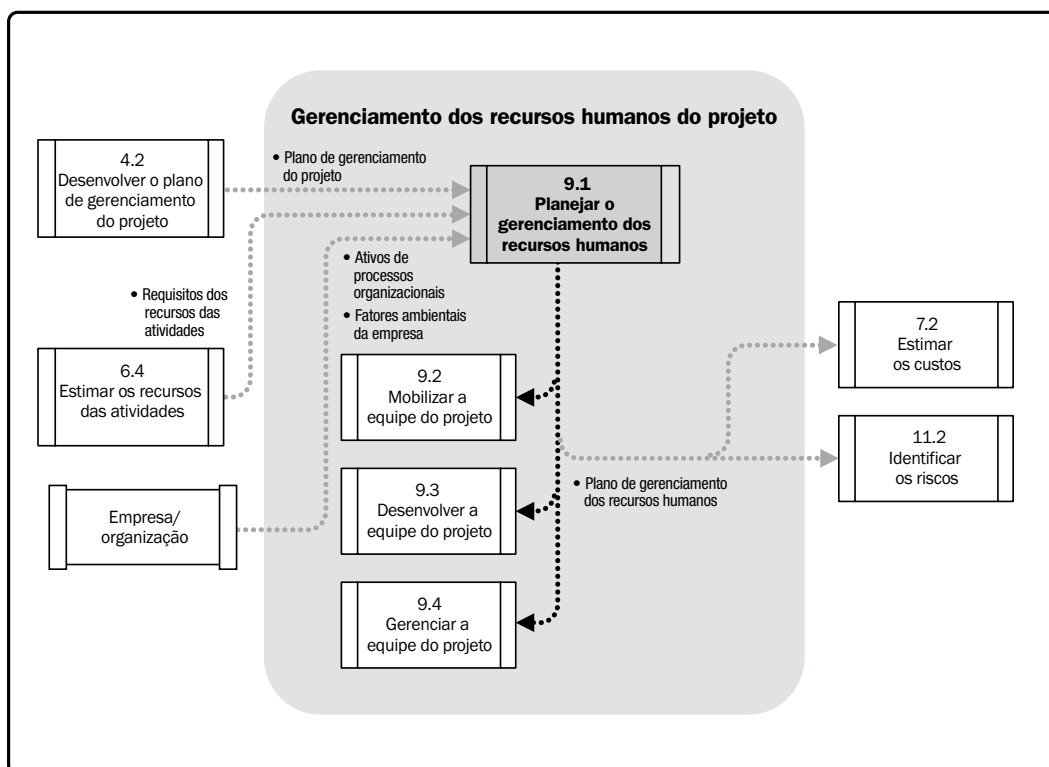 Gerenciamento dos recursos humanos do projeto
4.2
Desenvolver o plano
de gerenciamento
do projeto
• Plano de gerenciamento
do projeto
9.1
Planejar o
gerenciamento dos
recursos humanos
• Ativos de
processos
organizacionais
• Fatores ambientais
da empresa
• Requisitos dos
recursos das
atividades
6.4
Estimar os recursos
das atividades
Empresa/
organização
9.2
Mobilizar a
equipe do projeto
9.3
Desenvolver a
equipe do projeto
9.4
Gerenciar a
equipe do projeto
• Plano de gerenciamento
dos recursos humanos
7.2
Estimar
os custos
11.2
Identificar
os riscos